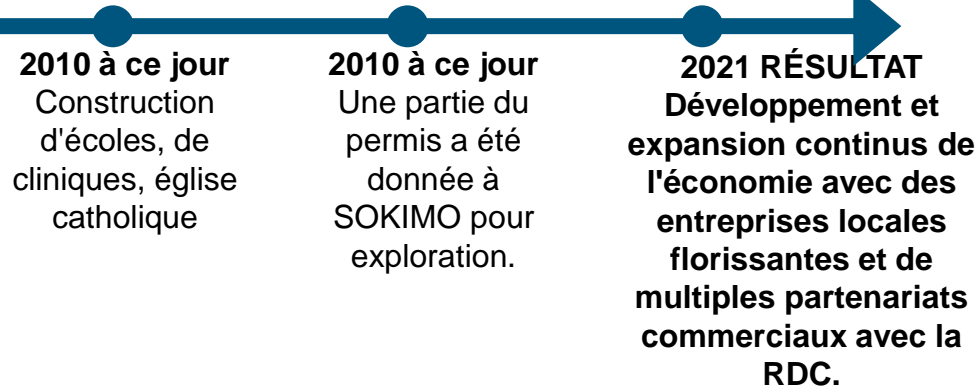 2010 à ce jour
Construction
d'écoles, de
cliniques, église
catholique
2010 à ce jour
Une partie du
permis a été
donnée à
SOKIMO pour
exploration.
2021 RÉSULTAT
Développement et
expansion continus de
l'économie avec des
entreprises locales
florissantes et de
multiples partenariats
commerciaux avec la
RDC.